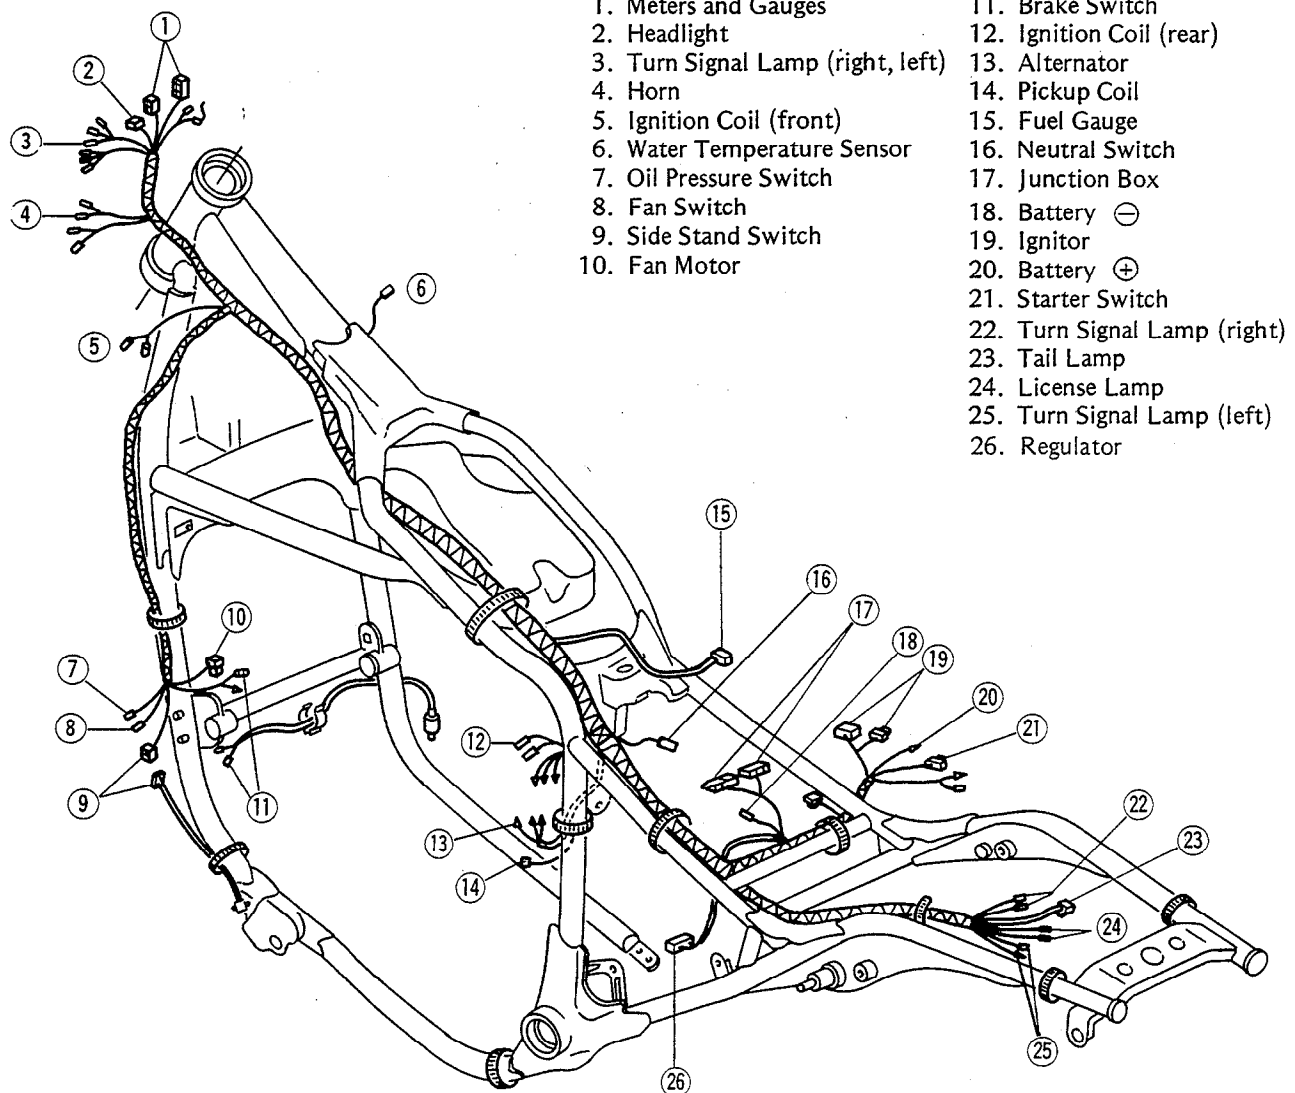 1. Meters and Gauges
2. Headlight
3. Turn Signal Lamp (right, left)
4. Horn
5. Ignition Coil (front)
6. Water Temperature Sensor
7. Oil Pressure Switch
8. Fan Switch
9. Side Stand Switch
10. Fan Motor
11. Brake Switch
12. Ignition Coil (rear)
13. Alternator
14. Pickup Coil
15. Fuel Gauge
16. Neutral Switch
17. Junction Box
18. Battery ⊖
19. Ignitor
20. Battery ⊕
21. Starter Switch
22. Turn Signal Lamp (right)
23. Tail Lamp
24. License Lamp
25. Turn Signal Lamp (left)
26. Regulator
1
2
3
4
5
6
15
16
17
18
19
20
21
10
7
8
9
11
12
13
14
22
23
24
25
26